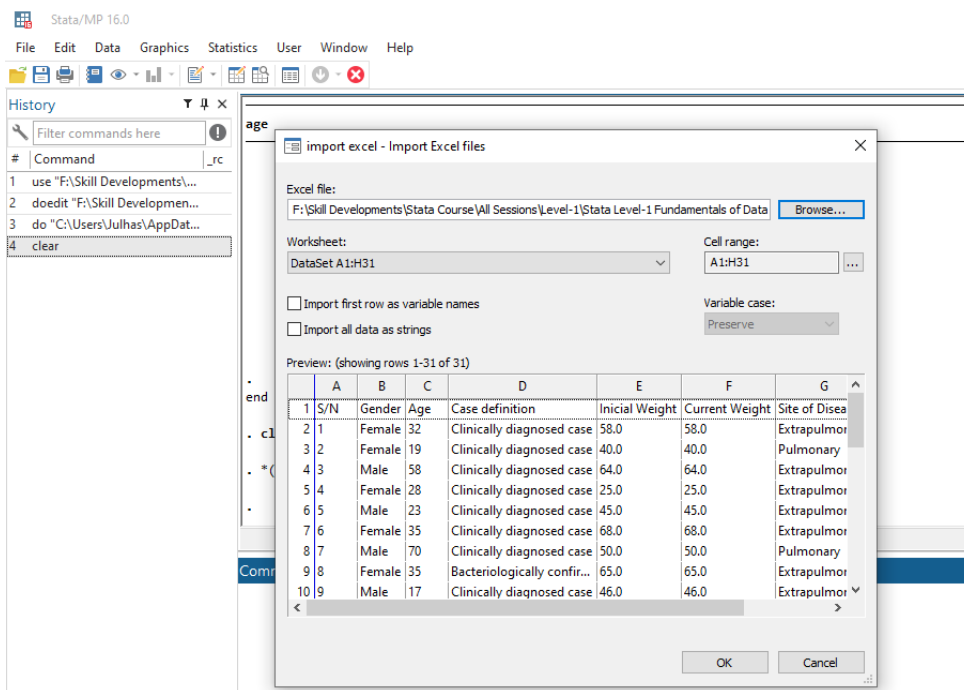 Stata/MP 16.0
File Edit Data Graphics Statistics User Window Help
History
Filter commands here
# Command _rc
1 use "F:\Skill Developments\...
2 doedit "F:\Skill Developmen...
3 do "C:\Users\Julhas\AppDat...
4 clear
age
.
end
. cl
. *(
.
Comm
import excel - Import Excel files
Excel file:
F:\Skill Developments\Stata Course\All Sessions\Level-1\Stata Level-1 Fundamentals of Data Browse...
Worksheet: Cell range:
DataSet A1:H31 A1:H31 ...
Import first row as variable names Variable case:
Import all data as strings Preserve
Preview: (showing rows 1-31 of 31)
A B C D E F G
1 S/N Gender Age Case definition Inicial Weight Current Weight Site of Disea
2 1 Female 32 Clinically diagnosed case 58.0 58.0 Extrapulmor
3 2 Female 19 Clinically diagnosed case 40.0 40.0 Pulmonary
4 3 Male 58 Clinically diagnosed case 64.0 64.0 Extrapulmor
5 4 Female 28 Clinically diagnosed case 25.0 25.0 Extrapulmor
6 5 Male 23 Clinically diagnosed case 45.0 45.0 Extrapulmor
7 6 Female 35 Clinically diagnosed case 68.0 68.0 Extrapulmor
8 7 Male 70 Clinically diagnosed case 50.0 50.0 Pulmonary
9 8 Female 35 Bacteriologically confir... 65.0 65.0 Extrapulmor
10 9 Male 17 Clinically diagnosed case 46.0 46.0 Extrapulmor
OK Cancel